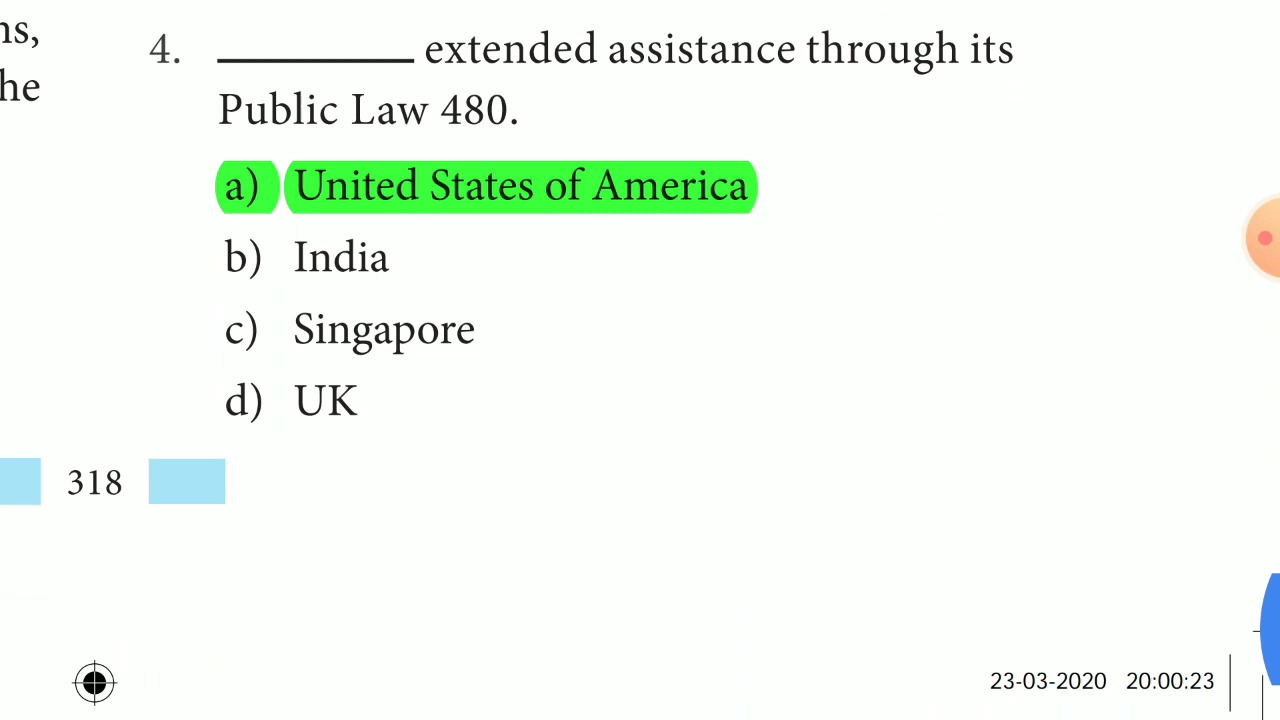 ns,
he
4. __________ extended assistance through its
Public Law 480.
a) United States of America
b) India
c) Singapore
d) UK
318
23-03-2020 20:00:23